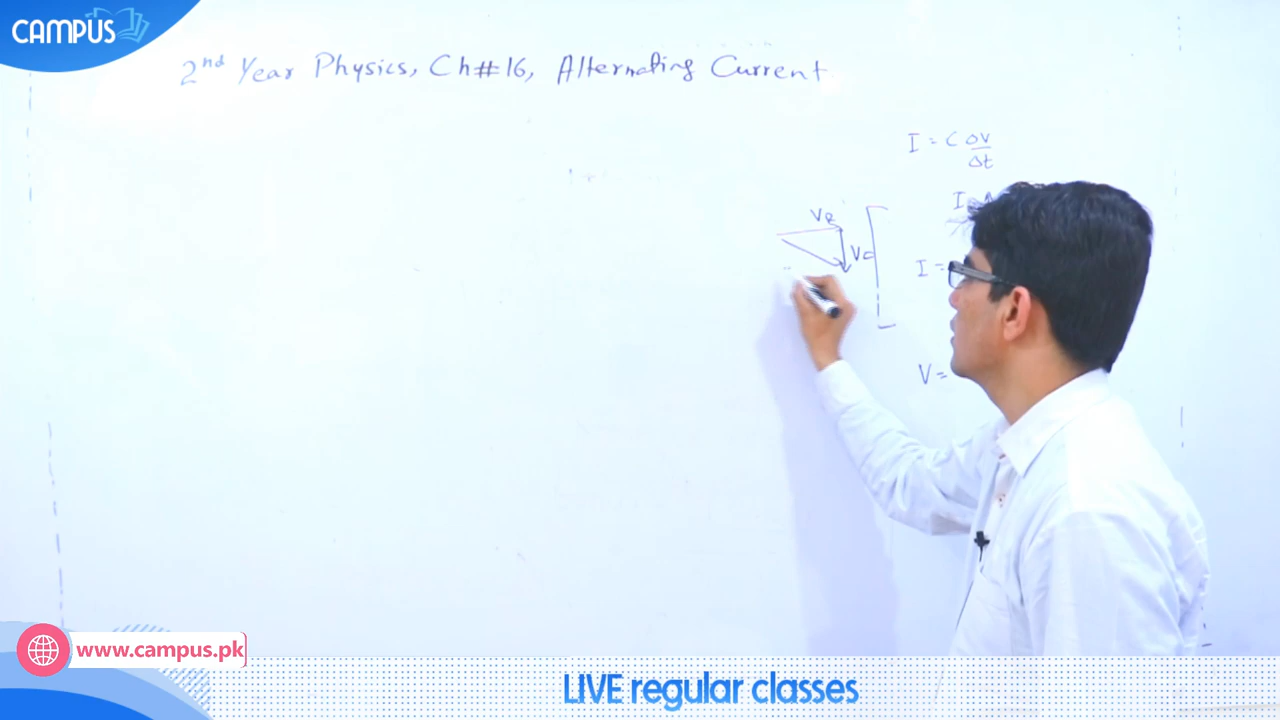 CAMPUS
2nd Year Physics, Ch#16, Alternating Current
I = C ΔV
Δt
VR
VC
I =
V=
www.campus.pk
LIVE regular classes